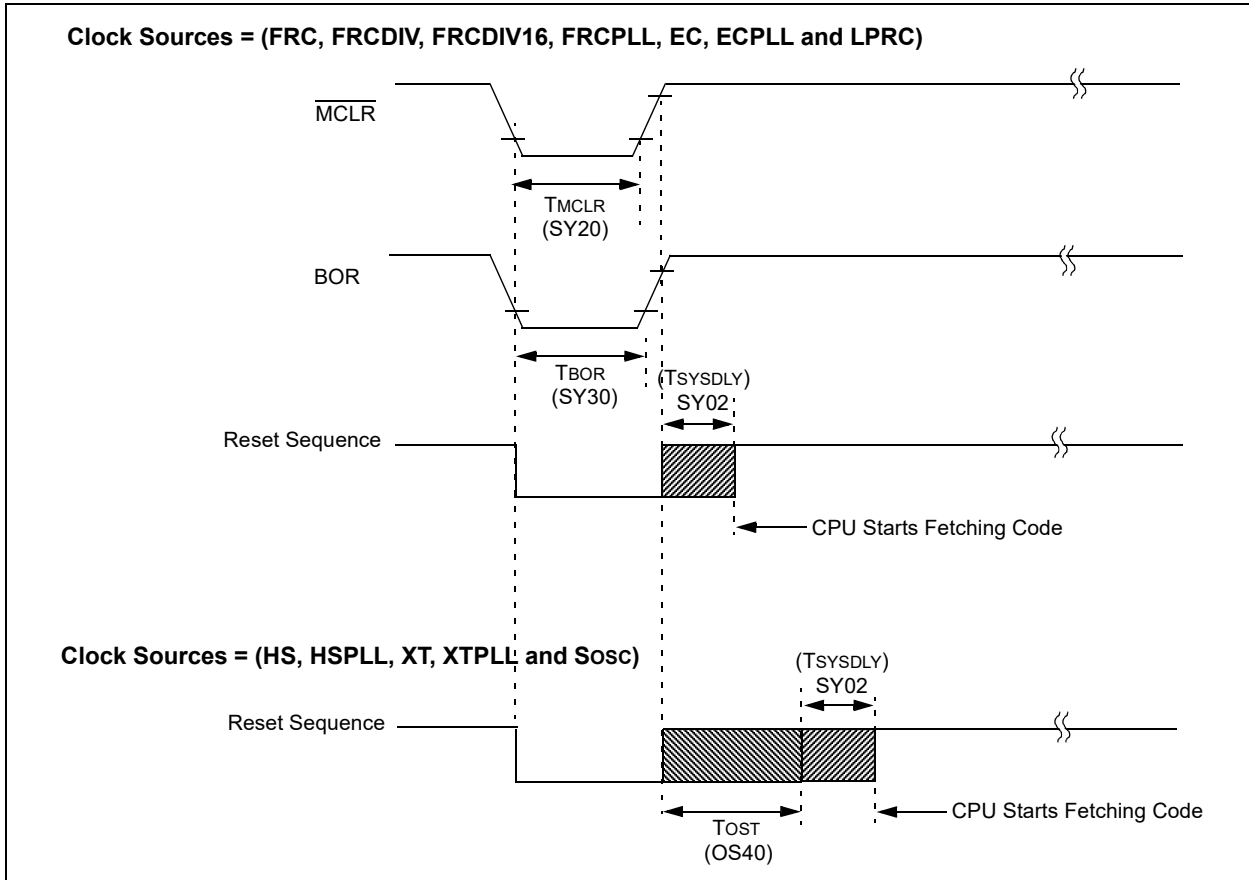 Clock Sources = (FRC, FRCDIV, FRCDIV16, FRCPLL, EC, ECPLL and LPRC)
MCLR
TMCLR
(SY20)
BOR
TBOR
(SY30)
(TSYSDLY)
SY02
Reset Sequence
CPU Starts Fetching Code
Clock Sources = (HS, HSPLL, XT, XTPLL and SOSC)
(TSYSDLY)
SY02
Reset Sequence
CPU Starts Fetching Code
TOST
(OS40)